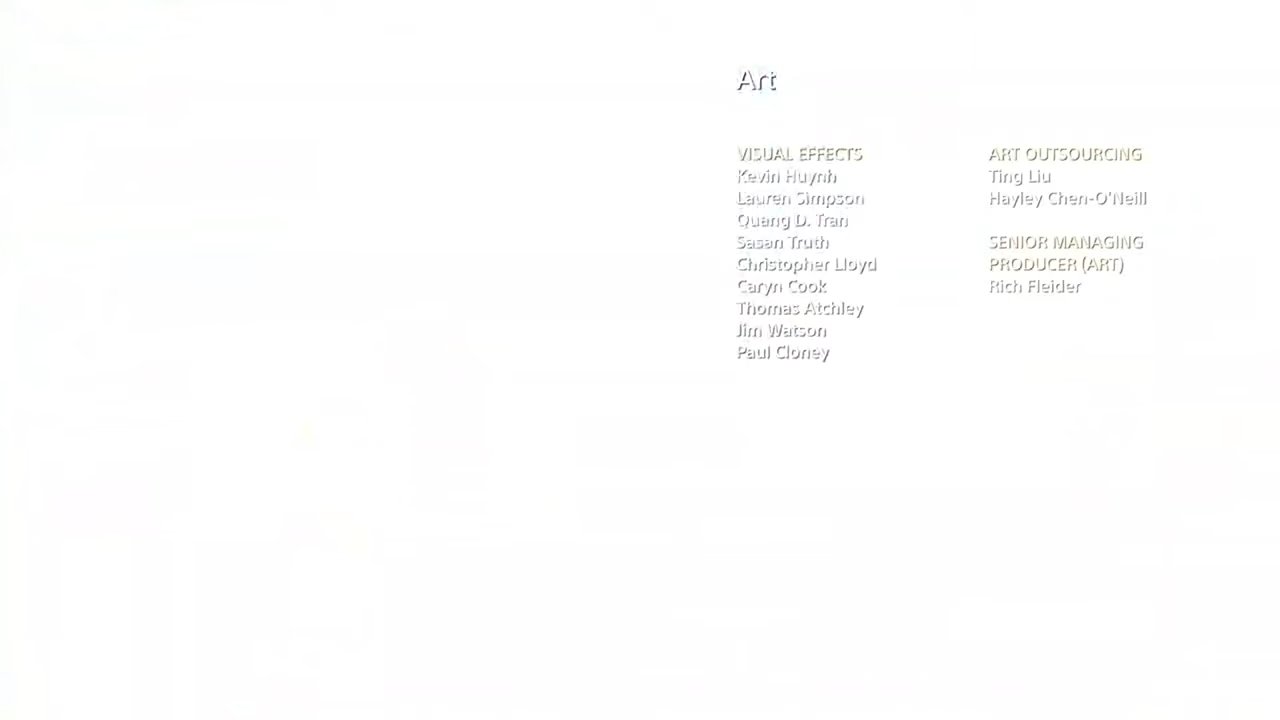 Art
VISUAL EFFECTS
Kevin Huynh
Lauren Simpson
Quang D. Tran
Sasan Truth
Christopher Lloyd
Caryn Cook
Thomas Atchley
Jim Watson
Paul Cloney
ART OUTSOURCING
Ting Liu
Hayley Chen-O'Neill
SENIOR MANAGING
PRODUCER (ART)
Rich Fleider